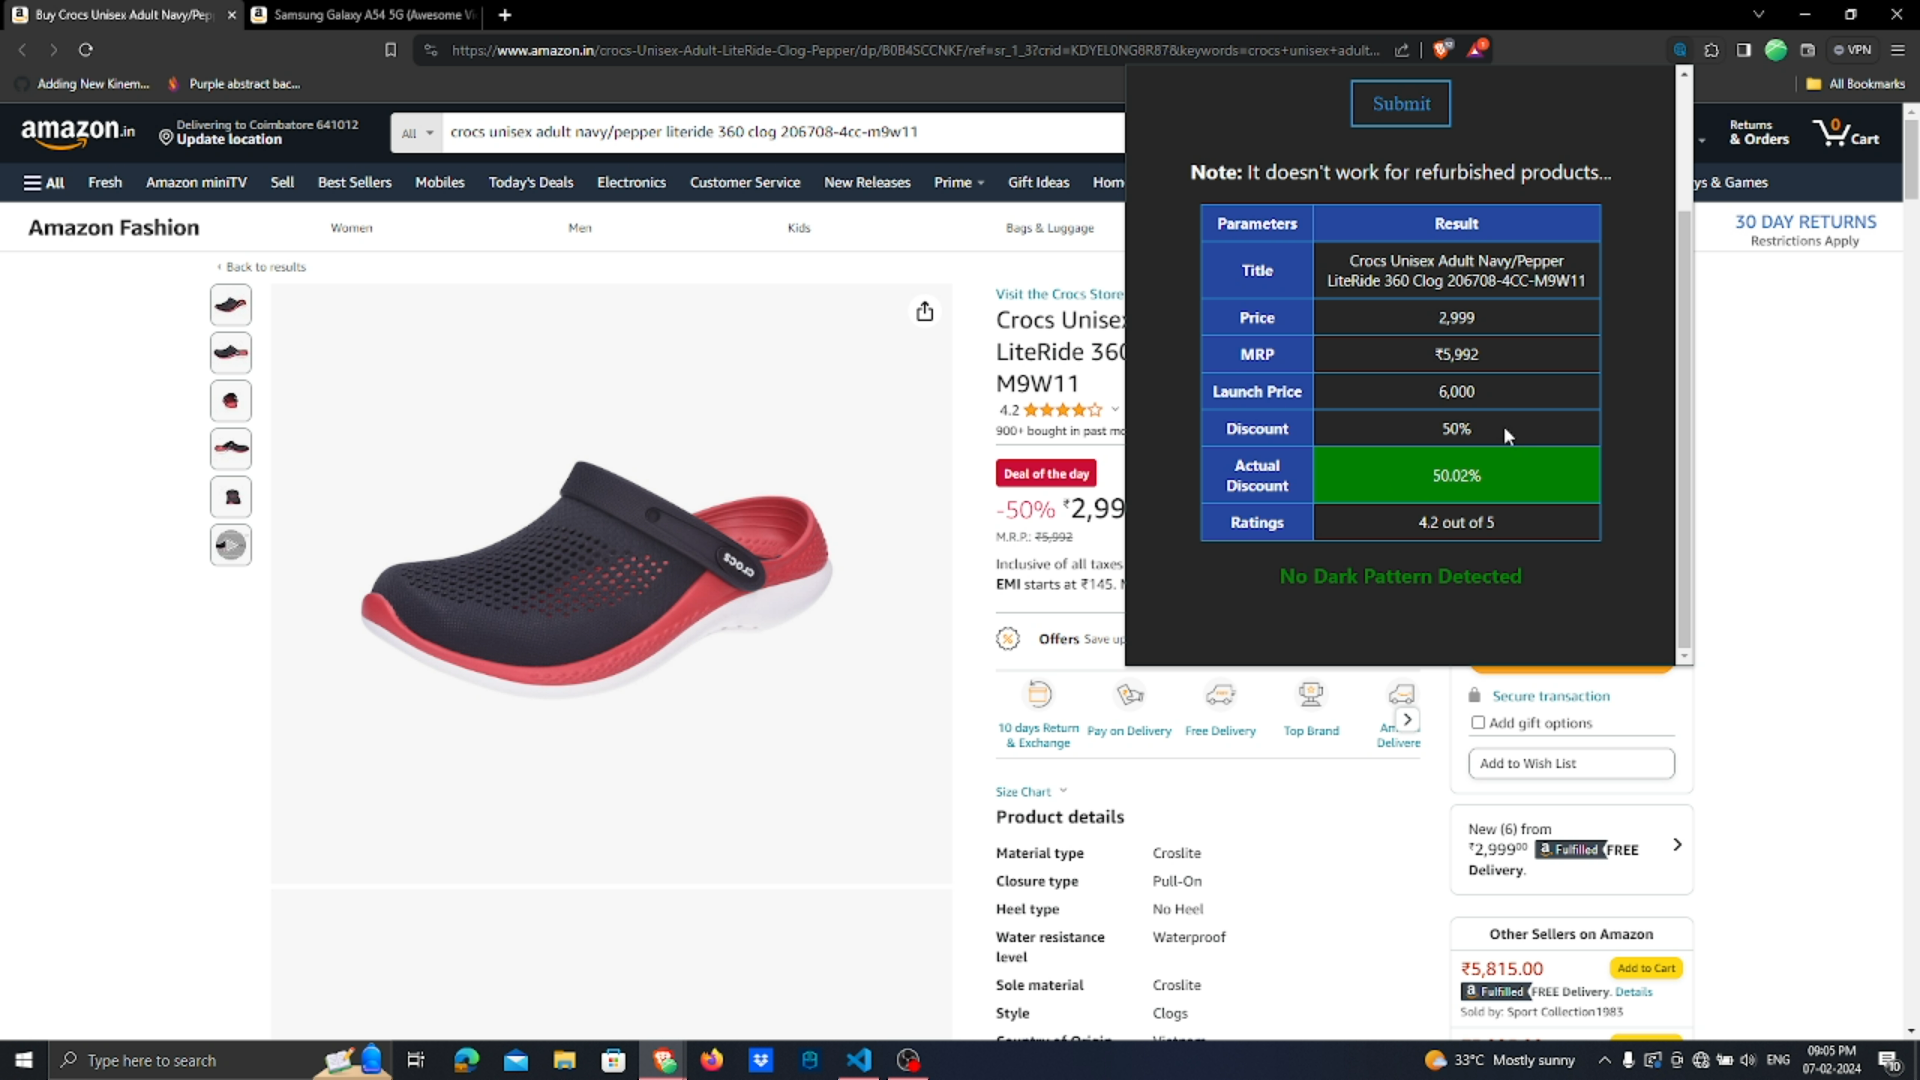 Buy Crocs Unisex Adult Navy/Pep
Samsung Galaxy A54 5G (Awesome Vi
https://www.amazon.in/crocs-Unisex-Adult-LiteRide-Clog-Pepper/dp/B0B4SCCNKF/ref=sr_1_3?crid=KDYEL0NG8R87&keywords=crocs+unisex+adult...
VPN
Adding New Kinem...
Purple abstract bac...
All Bookmarks
amazon.in
Delivering to Coimbatore 641012
Update location
All
crocs unisex adult navy/pepper literide 360 clog 206708-4cc-m9w11
Returns
& Orders
0
Cart
All
Fresh
Amazon miniTV
Sell
Best Sellers
Mobiles
Today's Deals
Electronics
Customer Service
New Releases
Prime
Gift Ideas
Hom
ys & Games
Amazon Fashion
Women
Men
Kids
Bags & Luggage
30 DAY RETURNS
Restrictions Apply
‹ Back to results
Visit the Crocs Store
Crocs Unise
LiteRide 360
M9W11
4.2
900+ bought in past mo
Deal of the day
-50% ₹2,99
M.R.P.: ₹5,992
Inclusive of all taxes
EMI starts at ₹145. N
Offers Save up
10 days Return
& Exchange
Pay on Delivery
Free Delivery
Top Brand
Am
Delivere
Size Chart
Product details
Material type Croslite
Closure type Pull-On
Heel type No Heel
Water resistance Waterproof
level
Sole material Croslite
Style Clogs
Country of Origin Vietnam
crocs
Submit
Note: It doesn't work for refurbished products...
Parameters Result
Title Crocs Unisex Adult Navy/Pepper
LiteRide 360 Clog 206708-4CC-M9W11
Price 2,999
MRP ₹5,992
Launch Price 6,000
Discount 50%
Actual
Discount
50.02%
Ratings 4.2 out of 5
No Dark Pattern Detected
Secure transaction
Add gift options
Add to Wish List
New (6) from
₹2,999⁰⁰ a Fulfilled FREE
Delivery.
Other Sellers on Amazon
₹5,815.00
Add to Cart
a Fulfilled FREE Delivery. Details
Sold by: Sport Collection1983
Type here to search
33°C Mostly sunny
ENG
09:05 PM
07-02-2024
10